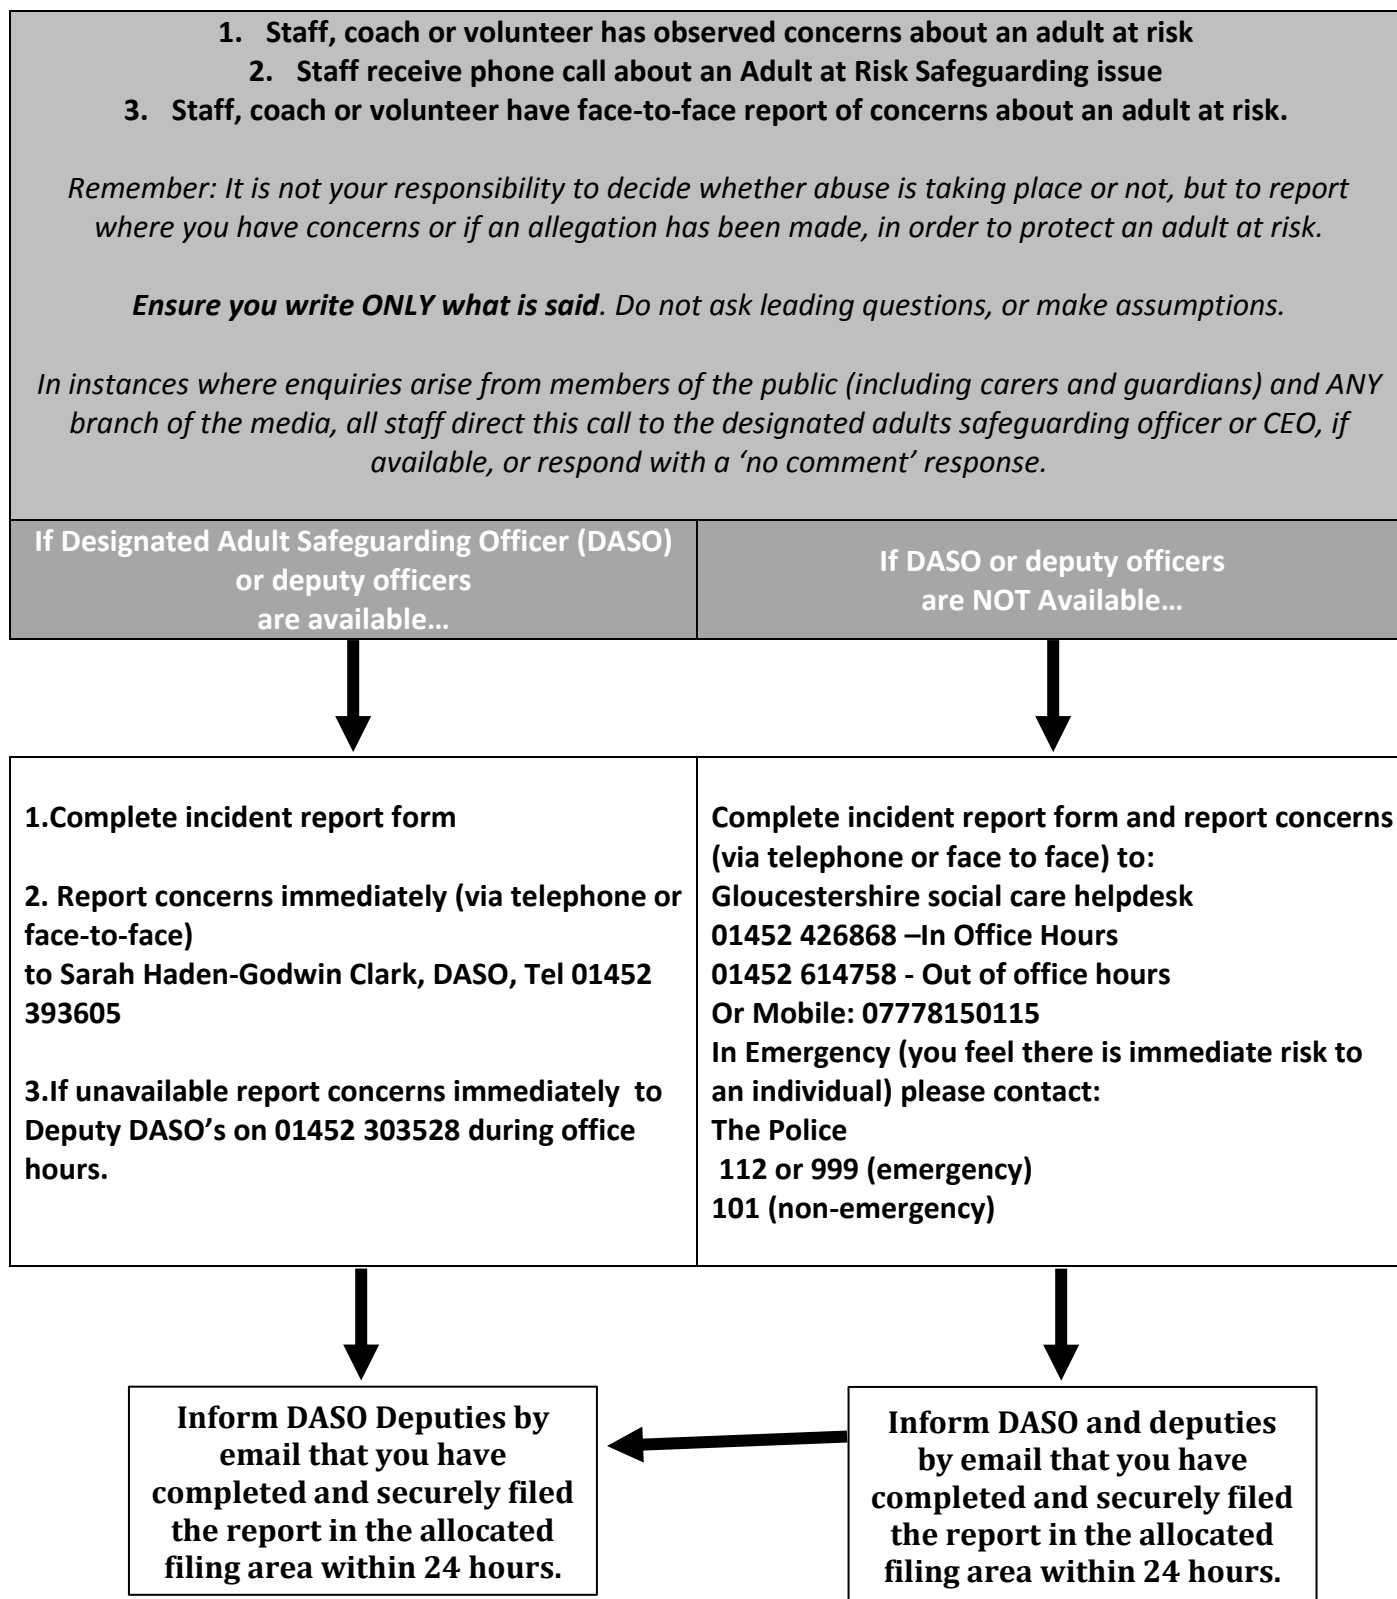 1. Staff, coach or volunteer has observed concerns about an adult at risk
2. Staff receive phone call about an Adult at Risk Safeguarding issue
3. Staff, coach or volunteer have face-to-face report of concerns about an adult at risk.
Remember: It is not your responsibility to decide whether abuse is taking place or not, but to report
where you have concerns or if an allegation has been made, in order to protect an adult at risk.
Ensure you write ONLY what is said. Do not ask leading questions, or make assumptions.
In instances where enquiries arise from members of the public (including carers and guardians) and ANY
branch of the media, all staff direct this call to the designated adults safeguarding officer or CEO, if
available, or respond with a ‘no comment’ response.
If Designated Adult Safeguarding Officer (DASO)
or deputy officers
are available…
If DASO or deputy officers
are NOT Available…
1.Complete incident report form
2. Report concerns immediately (via telephone or
face-to-face)
to Sarah Haden-Godwin Clark, DASO, Tel 01452
393605
3.If unavailable report concerns immediately to
Deputy DASO’s on 01452 303528 during office
hours.
Complete incident report form and report concerns
(via telephone or face to face) to:
Gloucestershire social care helpdesk
01452 426868 –In Office Hours
01452 614758 - Out of office hours
Or Mobile: 07778150115
In Emergency (you feel there is immediate risk to
an individual) please contact:
The Police
112 or 999 (emergency)
101 (non-emergency)
Inform DASO Deputies by
email that you have
completed and securely filed
the report in the allocated
filing area within 24 hours.
Inform DASO and deputies
by email that you have
completed and securely filed
the report in the allocated
filing area within 24 hours.